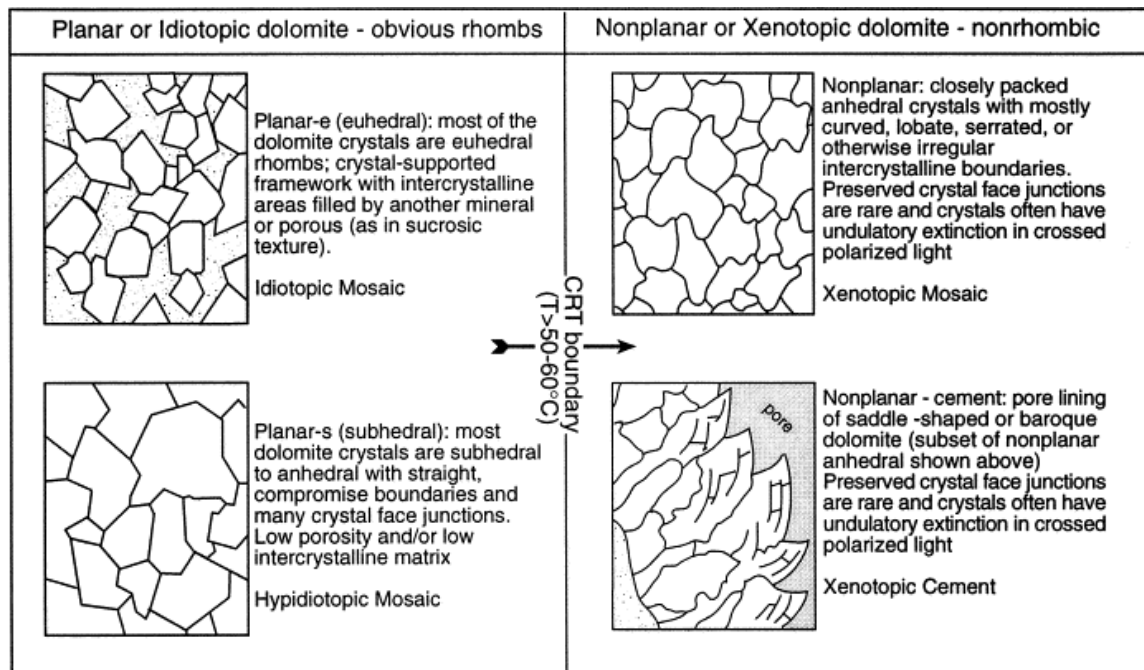 Planar or Idiotopic dolomite - obvious rhombs
Nonplanar or Xenotopic dolomite - nonrhombic
Planar-e (euhedral): most of the
dolomite crystals are euhedral
rhombs; crystal-supported
framework with intercrystalline
areas filled by another mineral
or porous (as in sucrosic
texture).
Idiotopic Mosaic
Planar-s (subhedral): most
dolomite crystals are subhedral
to anhedral with straight,
compromise boundaries and
many crystal face junctions.
Low porosity and/or low
intercrystalline matrix
Hypidiotopic Mosaic
CRT boundary
(T>50-60°C)
Nonplanar: closely packed
anhedral crystals with mostly
curved, lobate, serrated, or
otherwise irregular
intercrystalline boundaries.
Preserved crystal face junctions
are rare and crystals often have
undulatory extinction in crossed
polarized light
Xenotopic Mosaic
pore
Nonplanar - cement: pore lining
of saddle -shaped or baroque
dolomite (subset of nonplanar
anhedral shown above)
Preserved crystal face junctions
are rare and crystals often have
undulatory extinction in crossed
polarized light
Xenotopic Cement